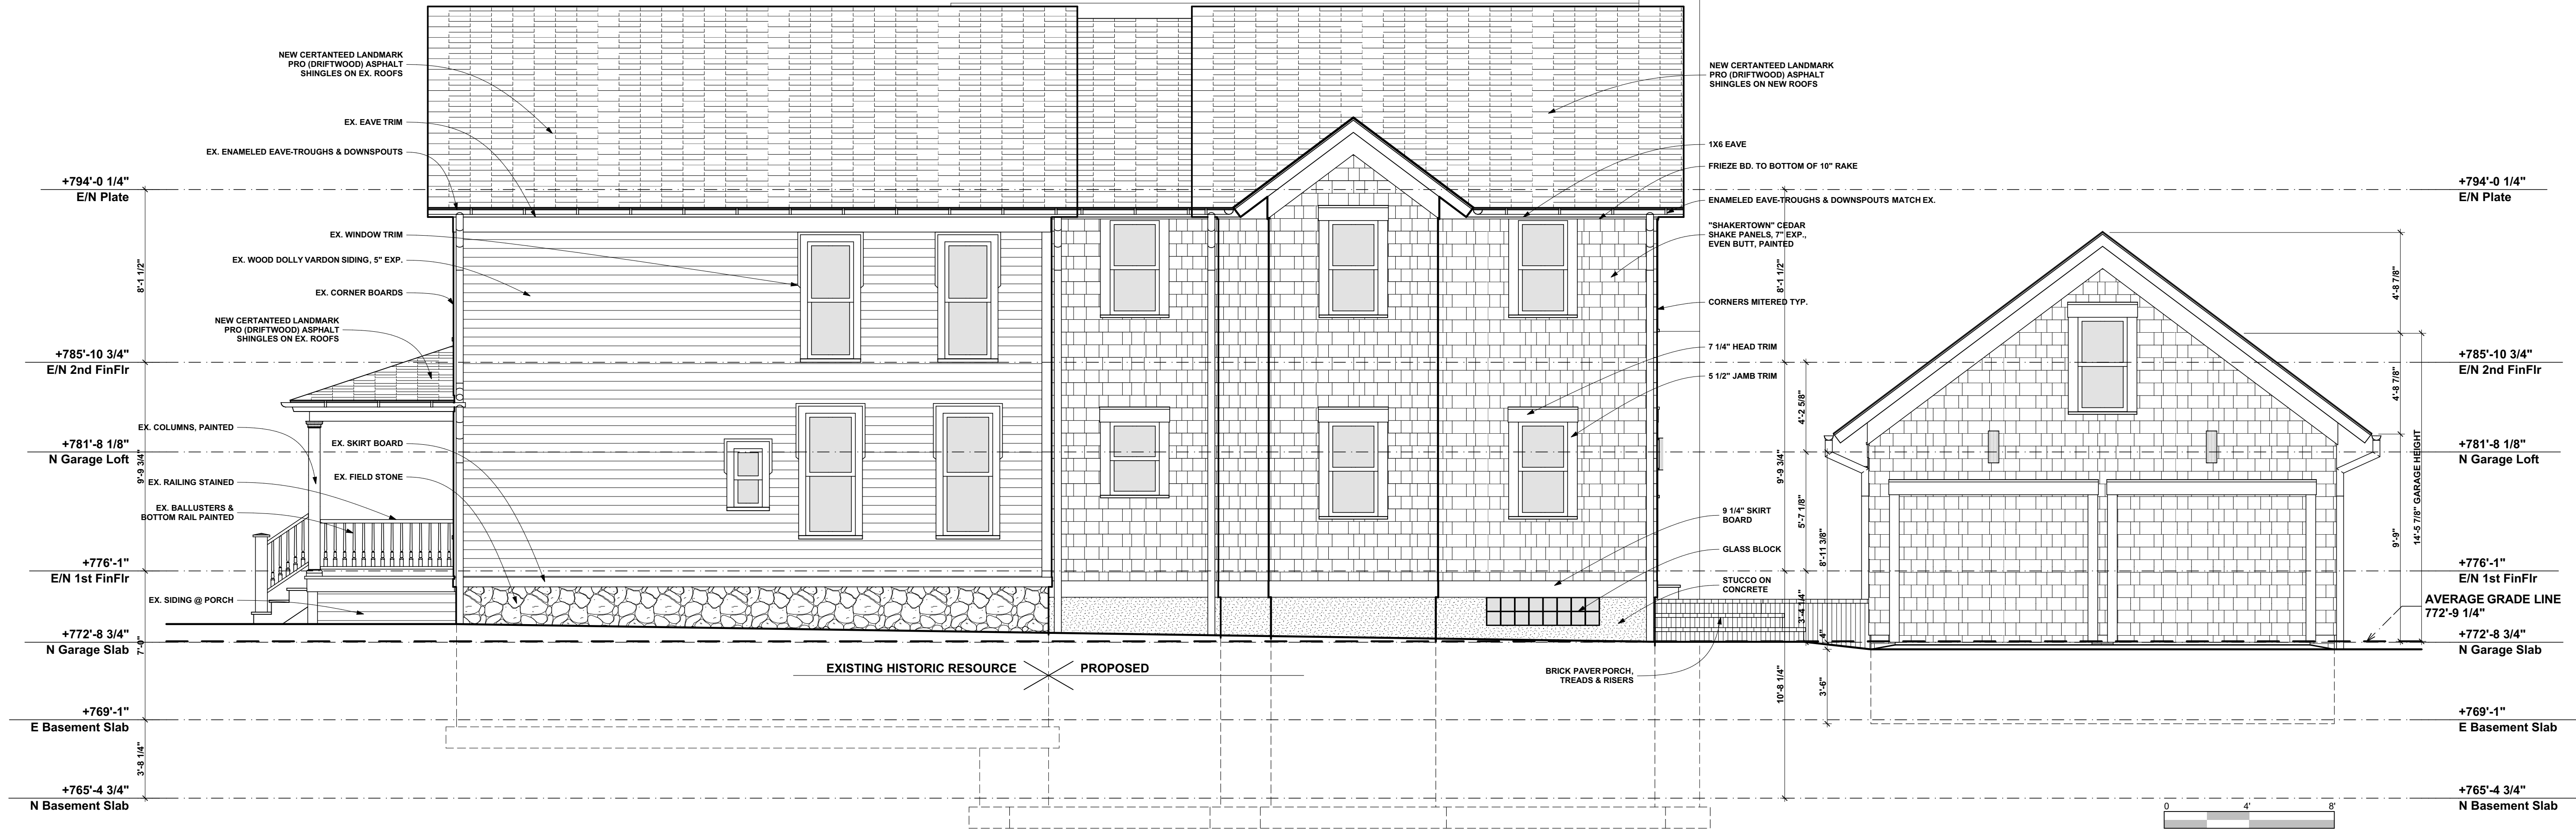 NEW CERTANTEED LANDMARK
PRO (DRIFTWOOD) ASPHALT
SHINGLES ON EX. ROOFS
EX. EAVE TRIM
EX. ENAMELED EAVE-TROUGHS & DOWNSPOUTS
+794'-0 1/4"
E/N Plate
EX. WINDOW TRIM
EX. WOOD DOLLY VARDON SIDING, 5" EXP.
8'-1 1/2"
EX. CORNER BOARDS
NEW CERTANTEED LANDMARK
PRO (DRIFTWOOD) ASPHALT
SHINGLES ON EX. ROOFS
+785'-10 3/4"
E/N 2nd FinFlr
EX. COLUMNS, PAINTED
EX. SKIRT BOARD
+781'-8 1/8"
N Garage Loft
9'-9 3/4"
EX. FIELD STONE
EX. RAILING STAINED
EX. BALLUSTERS &
BOTTOM RAIL PAINTED
+776'-1"
E/N 1st FinFlr
EX. SIDING @ PORCH
+772'-8 3/4"
N Garage Slab
7'-0"
EXISTING HISTORIC RESOURCE
PROPOSED
+769'-1"
E Basement Slab
3'-8 1/4"
+765'-4 3/4"
N Basement Slab
NEW CERTANTEED LANDMARK
PRO (DRIFTWOOD) ASPHALT
SHINGLES ON NEW ROOFS
1X6 EAVE
FRIEZE BD. TO BOTTOM OF 10" RAKE
ENAMELED EAVE-TROUGHS & DOWNSPOUTS MATCH EX.
"SHAKERTOWN" CEDAR
SHAKE PANELS, 7" EXP.,
EVEN BUTT, PAINTED
8'-1 1/2"
CORNERS MITERED TYP.
7 1/4" HEAD TRIM
5 1/2" JAMB TRIM
4'-2 5/8"
9'-9 3/4"
5'-7 1/8"
9 1/4" SKIRT
BOARD
GLASS BLOCK
8'-11 3/8"
STUCCO ON
CONCRETE
3'-4 1/4"
4"
BRICK PAVER PORCH,
TREADS & RISERS
10'-8 1/4"
3'-6"
4'-8 7/8"
4'-8 7/8"
9'-9"
14'-5 7/8" GARAGE HEIGHT
+794'-0 1/4"
E/N Plate
+785'-10 3/4"
E/N 2nd FinFlr
+781'-8 1/8"
N Garage Loft
+776'-1"
E/N 1st FinFlr
AVERAGE GRADE LINE
772'-9 1/4"
+772'-8 3/4"
N Garage Slab
+769'-1"
E Basement Slab
+765'-4 3/4"
N Basement Slab
0 4' 8'